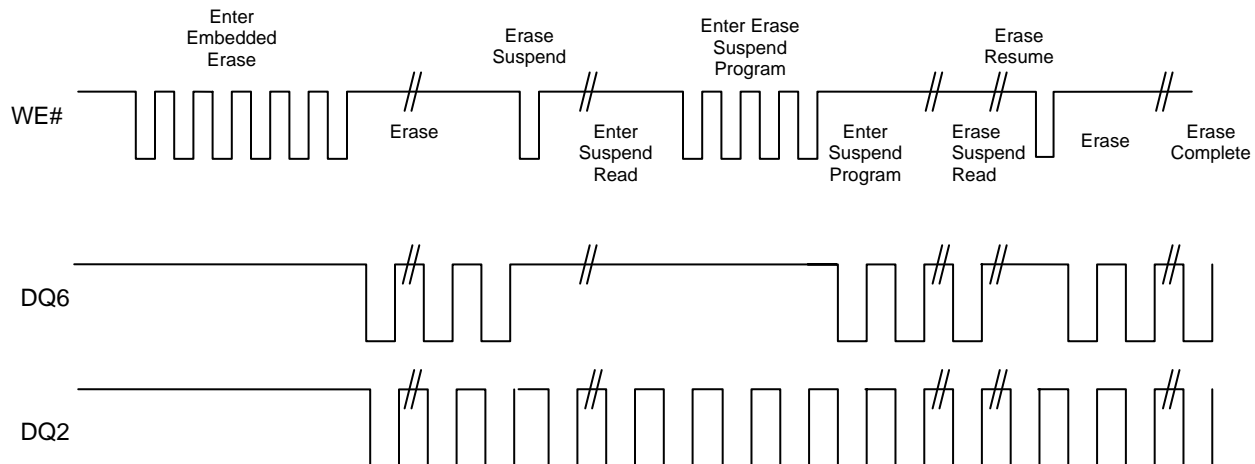 Enter
Embedded
Erase
Erase
Suspend
Enter Erase
Suspend
Program
Erase
Resume
WE#
Erase
Enter
Suspend
Read
Enter
Suspend
Program
Erase
Suspend
Read
Erase
Erase
Complete
DQ6
DQ2